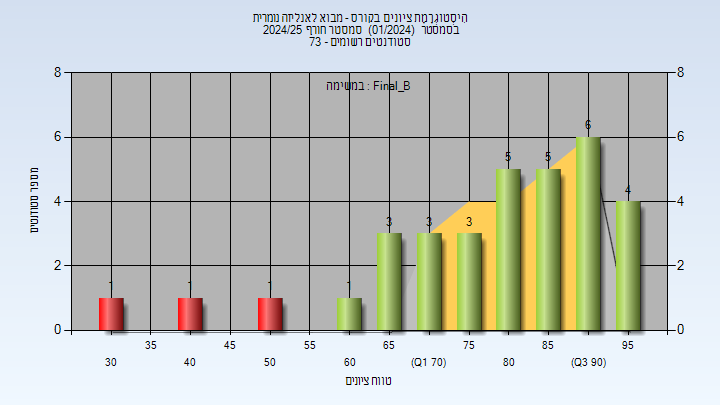 היסטוגרמת ציונים בקורס - מבוא לאנליזה נומרית
בסמסטר (01/2024) סמסטר חורף 2024/25
סטודנטים רשומים - 73
במשימה : Final_B
מספר סטודנטים
8 8
6 6
4 4
2 2
0 0
1 1 1 1 3 3 3 5 5 6 4
35 45 55 65 75 85 95
30 40 50 60 (Q1 70) 80 (Q3 90)
טווח ציונים